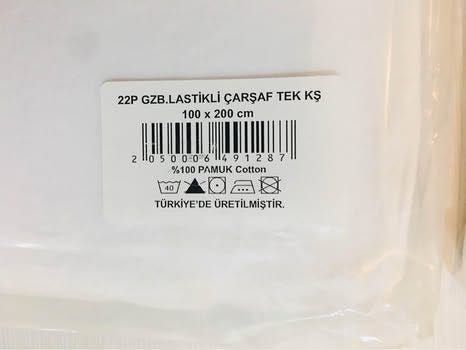 22P GZB.LASTİKLİ ÇARŞAF TEK KŞ
100 x 200 cm
2 050006 491287
%100 PAMUK Cotton
40
TÜRKİYE'DE ÜRETİLMİŞTİR.